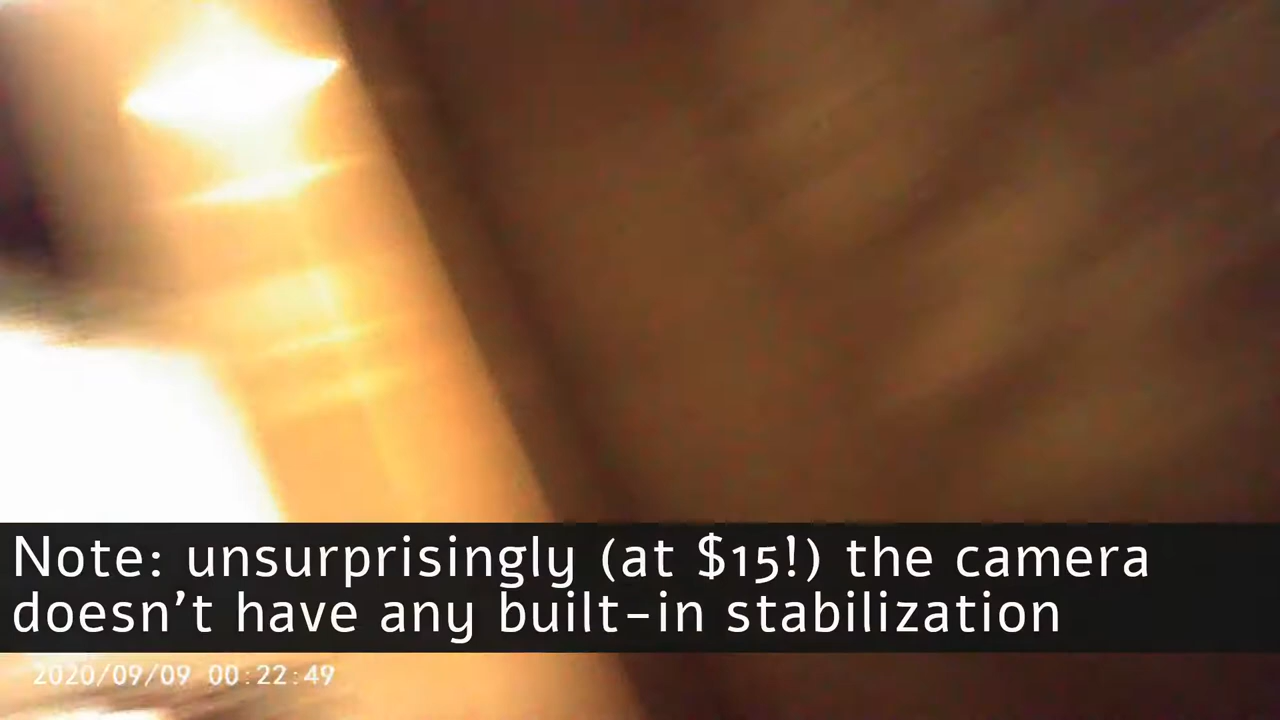 Note: unsurprisingly (at $15!) the camera
doesn't have any built-in stabilization
2020/09/09 00:22:49